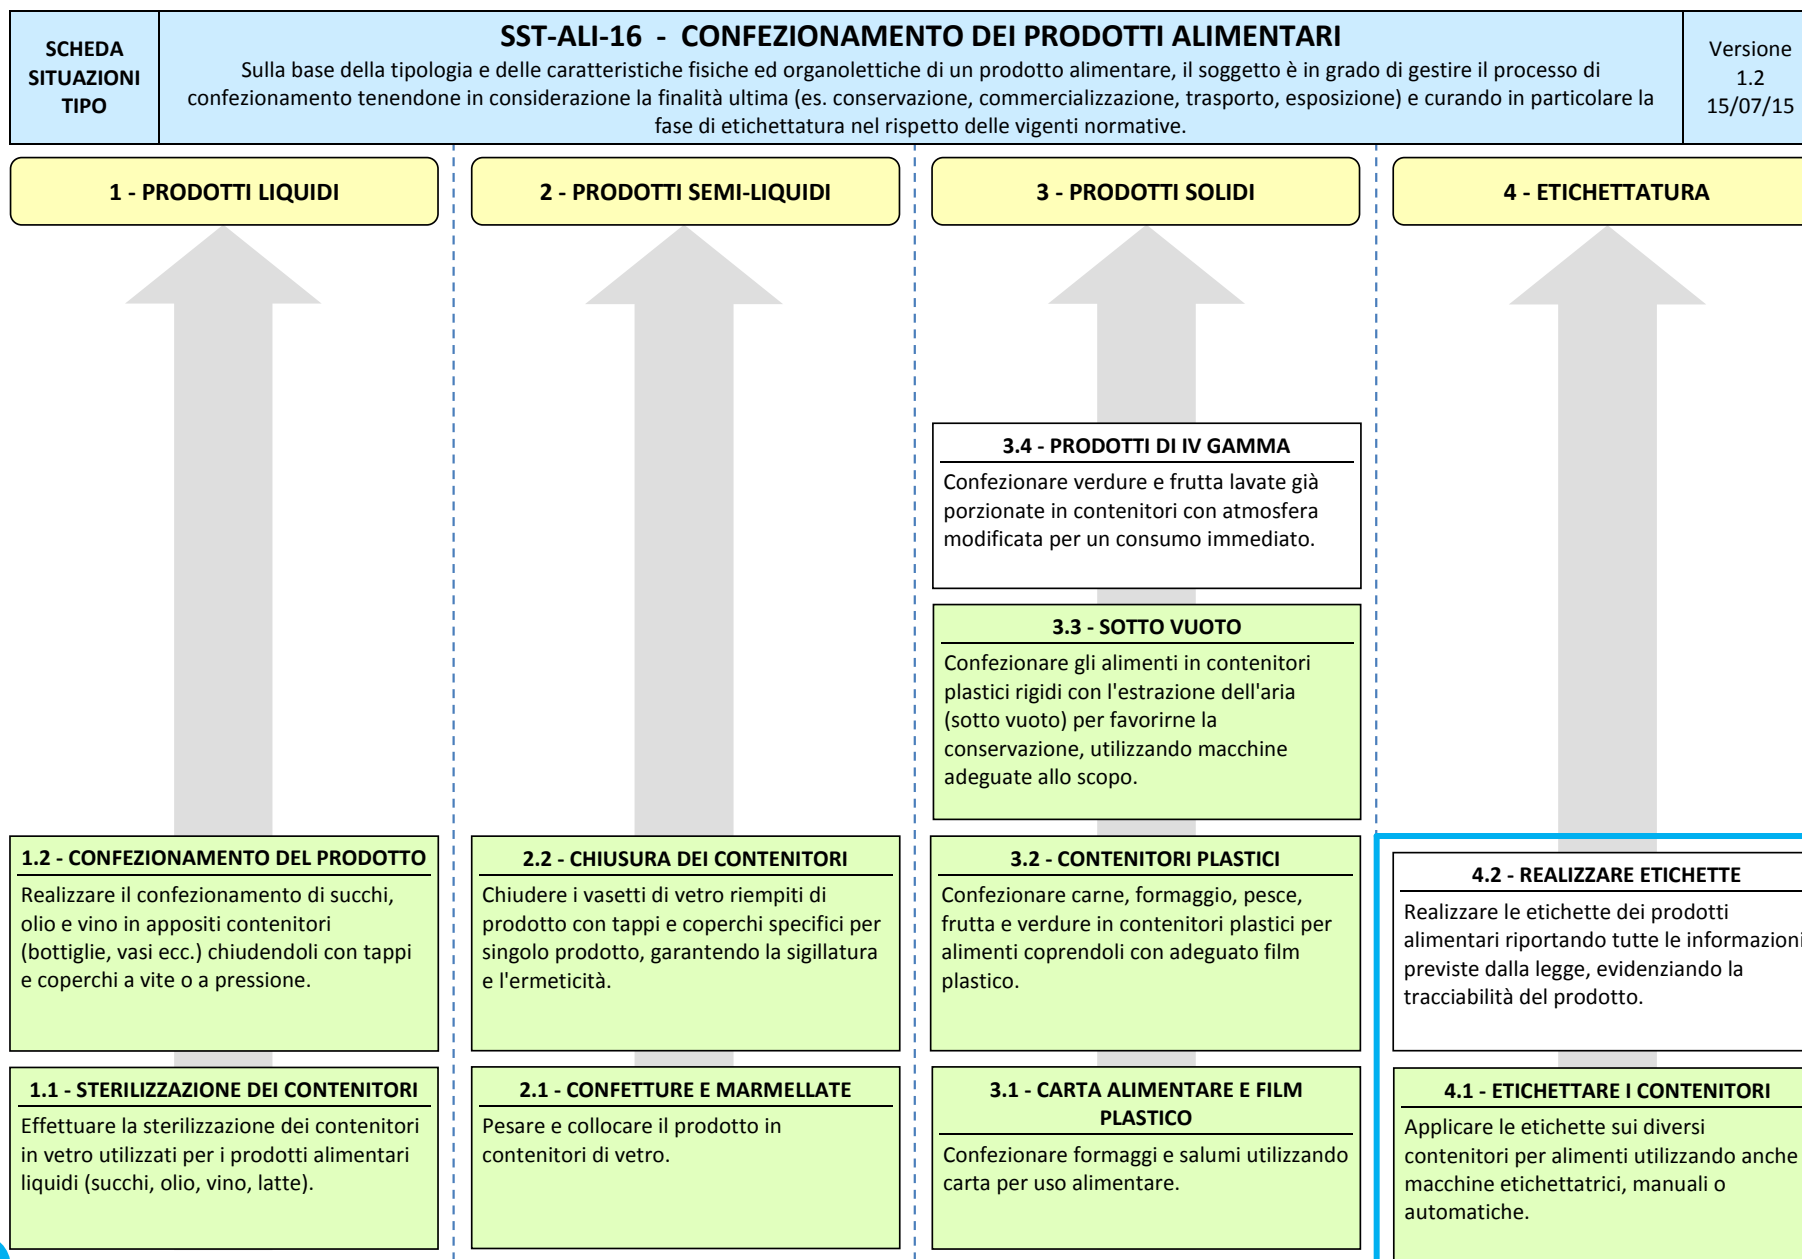 SCHEDA
SITUAZIONI
TIPO
SST-ALI-16 - CONFEZIONAMENTO DEI PRODOTTI ALIMENTARI
Sulla base della tipologia e delle caratteristiche fisiche ed organolettiche di un prodotto alimentare, il soggetto è in grado di gestire il processo di
confezionamento tenendone in considerazione la finalità ultima (es. conservazione, commercializzazione, trasporto, esposizione) e curando in particolare la
fase di etichettatura nel rispetto delle vigenti normative.
Versione
1.2
15/07/15
1 - PRODOTTI LIQUIDI
2 - PRODOTTI SEMI-LIQUIDI
3 - PRODOTTI SOLIDI
4 - ETICHETTATURA
3.4 - PRODOTTI DI IV GAMMA
Confezionare verdure e frutta lavate già
porzionate in contenitori con atmosfera
modificata per un consumo immediato.
3.3 - SOTTO VUOTO
Confezionare gli alimenti in contenitori
plastici rigidi con l'estrazione dell'aria
(sotto vuoto) per favorirne la
conservazione, utilizzando macchine
adeguate allo scopo.
1.2 - CONFEZIONAMENTO DEL PRODOTTO
Realizzare il confezionamento di succhi,
olio e vino in appositi contenitori
(bottiglie, vasi ecc.) chiudendoli con tappi
e coperchi a vite o a pressione.
2.2 - CHIUSURA DEI CONTENITORI
Chiudere i vasetti di vetro riempiti di
prodotto con tappi e coperchi specifici per
singolo prodotto, garantendo la sigillatura
e l'ermeticità.
3.2 - CONTENITORI PLASTICI
Confezionare carne, formaggio, pesce,
frutta e verdure in contenitori plastici per
alimenti coprendoli con adeguato film
plastico.
4.2 - REALIZZARE ETICHETTE
Realizzare le etichette dei prodotti
alimentari riportando tutte le informazioni
previste dalla legge, evidenziando la
tracciabilità del prodotto.
1.1 - STERILIZZAZIONE DEI CONTENITORI
Effettuare la sterilizzazione dei contenitori
in vetro utilizzati per i prodotti alimentari
liquidi (succhi, olio, vino, latte).
2.1 - CONFETTURE E MARMELLATE
Pesare e collocare il prodotto in
contenitori di vetro.
3.1 - CARTA ALIMENTARE E FILM
PLASTICO
Confezionare formaggi e salumi utilizzando
carta per uso alimentare.
4.1 - ETICHETTARE I CONTENITORI
Applicare le etichette sui diversi
contenitori per alimenti utilizzando anche
macchine etichettatrici, manuali o
automatiche.